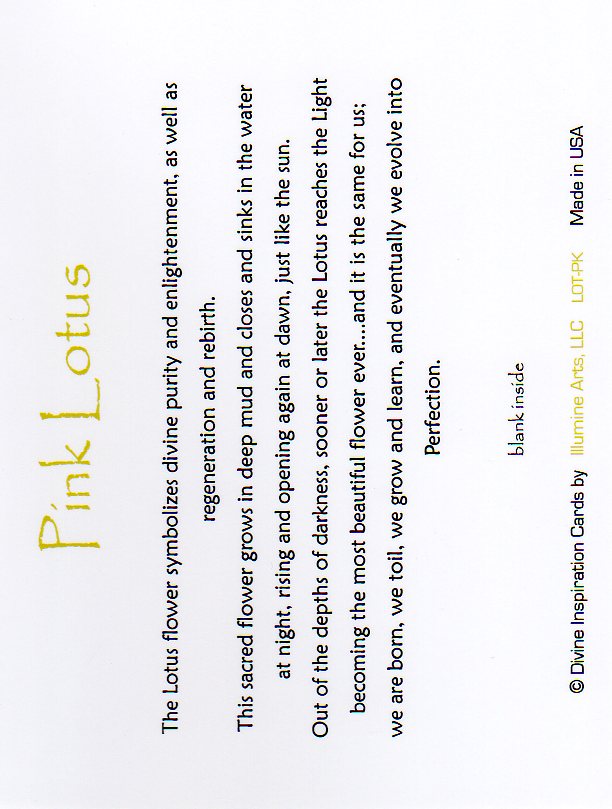 Pink Lotus
The Lotus flower symbolizes divine purity and enlightenment, as well as
regeneration and rebirth.
This sacred flower grows in deep mud and closes and sinks in the water
at night, rising and opening again at dawn, just like the sun.
Out of the depths of darkness, sooner or later the Lotus reaches the Light
becoming the most beautiful flower ever....and it is the same for us;
we are born, we toil, we grow and learn, and eventually we evolve into
Perfection.
blank inside
© Divine Inspiration Cards by Illumine Arts, LLC LOT-PK Made in USA